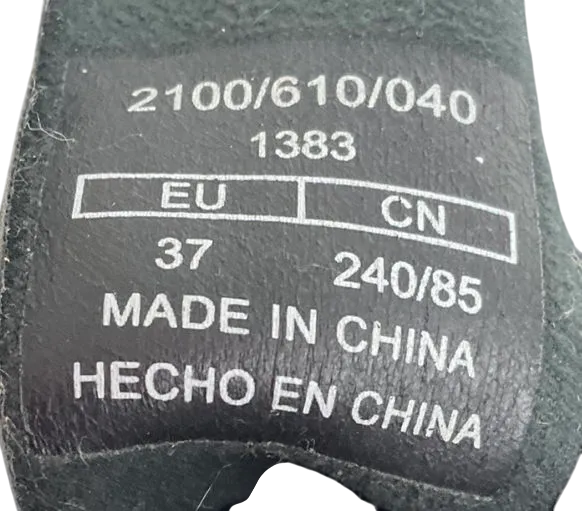 2100/610/040
1383
EU CN
37 240/85
MADE IN CHINA
HECHO EN CHINA